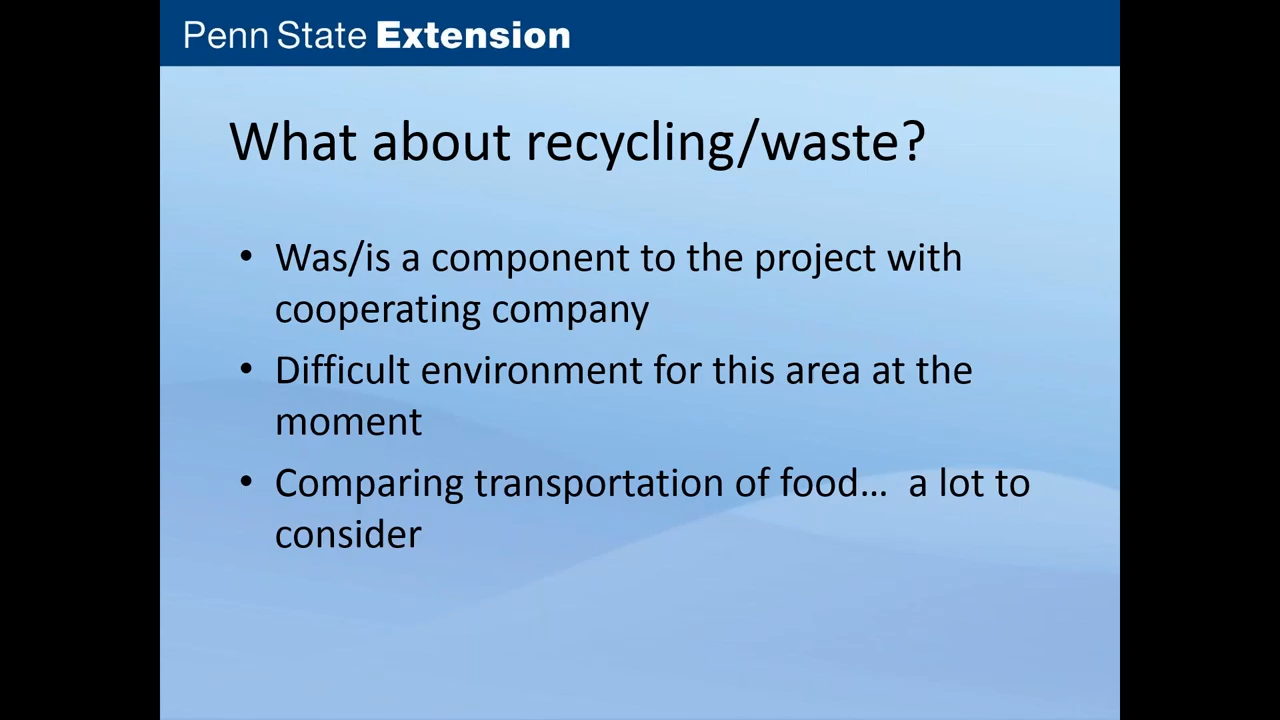 Penn State Extension
What about recycling/waste?
• Was/is a component to the project with
cooperating company
• Difficult environment for this area at the
moment
• Comparing transportation of food…  a lot to
consider